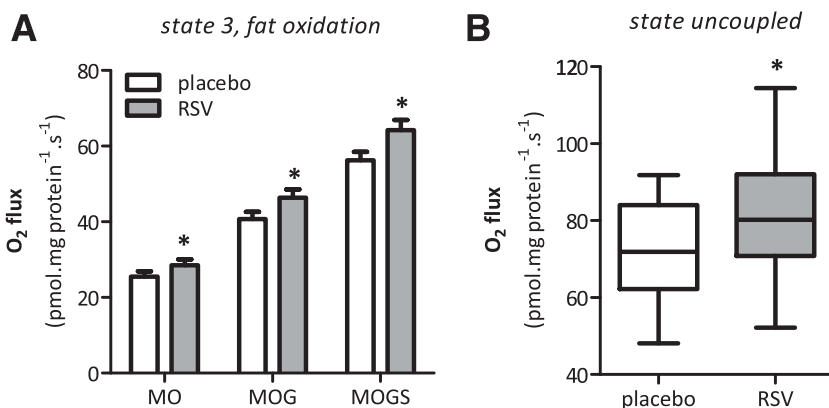 A
state 3, fat oxidation
placebo
RSV
O₂ flux
(pmol.mg protein⁻¹.s⁻¹)
80
60
40
20
0
*
*
*
MO
MOG
MOGS
B
state uncoupled
O₂ flux
(pmol.mg protein⁻¹.s⁻¹)
120
100
80
60
40
*
placebo
RSV